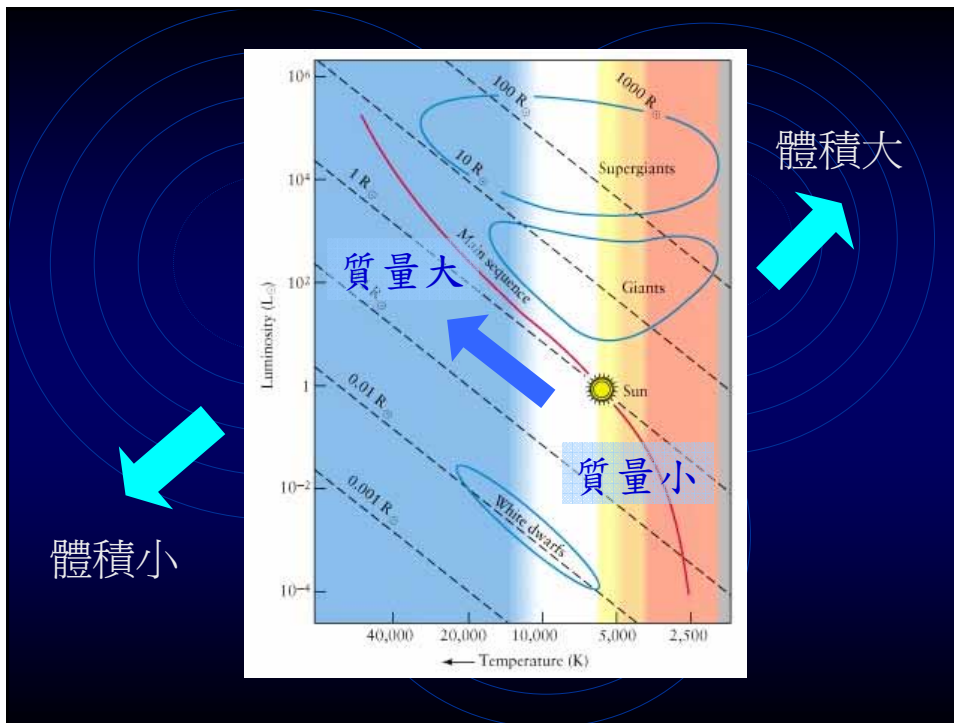 體積大
體積小
質量大
質量小
Luminosity (L⊙)
10⁶
10⁴
10²
1
10⁻²
10⁻⁴
100 R⊙
1000 R⊙
10 R⊙
1 R⊙
R⊙
0.01 R⊙
0.001 R⊙
Supergiants
Main sequence
Giants
Sun
White dwarfs
40,000
20,000
10,000
5,000
2,500
Temperature (K)